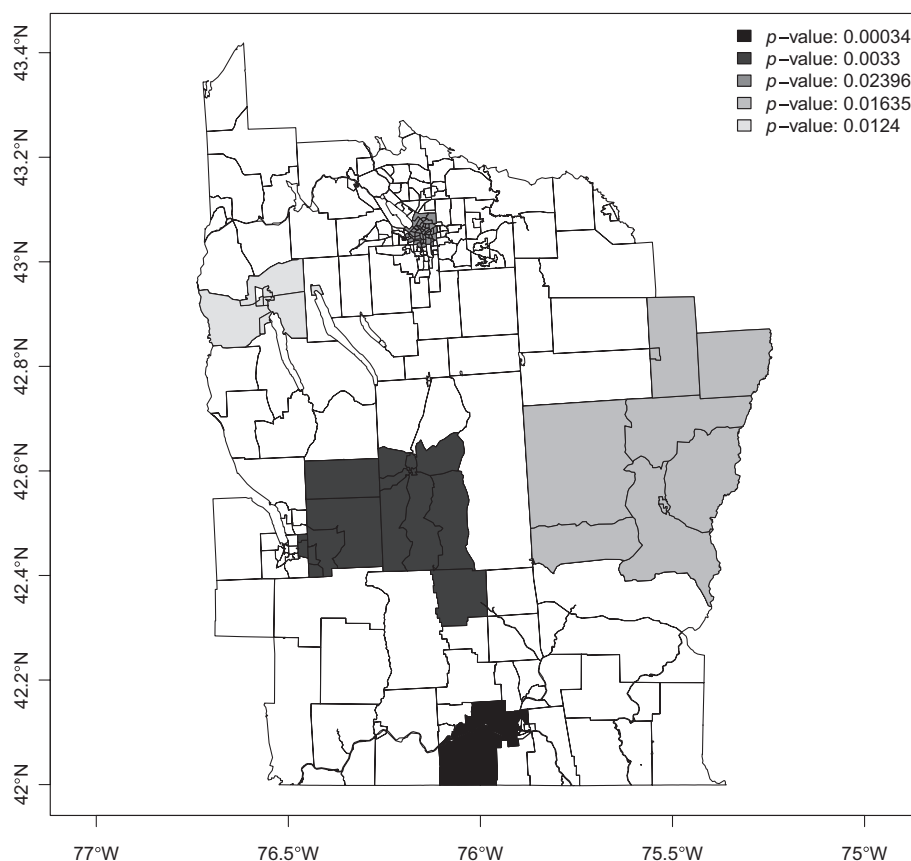 p−value: 0.00034
p−value: 0.0033
p−value: 0.02396
p−value: 0.01635
p−value: 0.0124
43.4°N
43.2°N
43°N
42.8°N
42.6°N
42.4°N
42.2°N
42°N
77°W 76.5°W 76°W 75.5°W 75°W